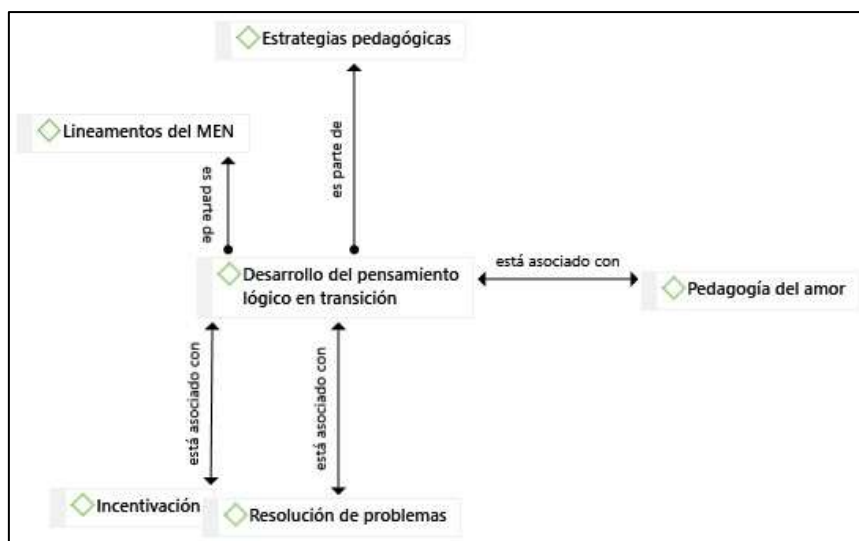 Estrategias pedagógicas
Lineamentos del MEN
es parte de
es parte de
Desarrollo del pensamiento
lógico en transición
está asociado con
Pedagogía del amor
está asociado con
está asociado con
Incentivación
Resolución de problemas